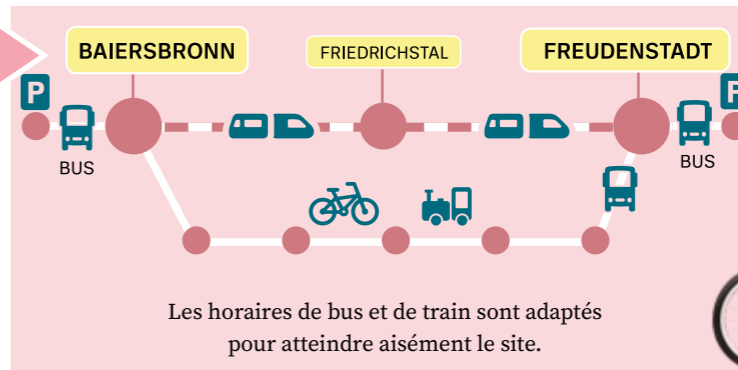 BAIERSBRONN
FRIEDRICHSTAL
FREUDENSTADT
P
P
BUS
BUS
Les horaires de bus et de train sont adaptés
pour atteindre aisément le site.